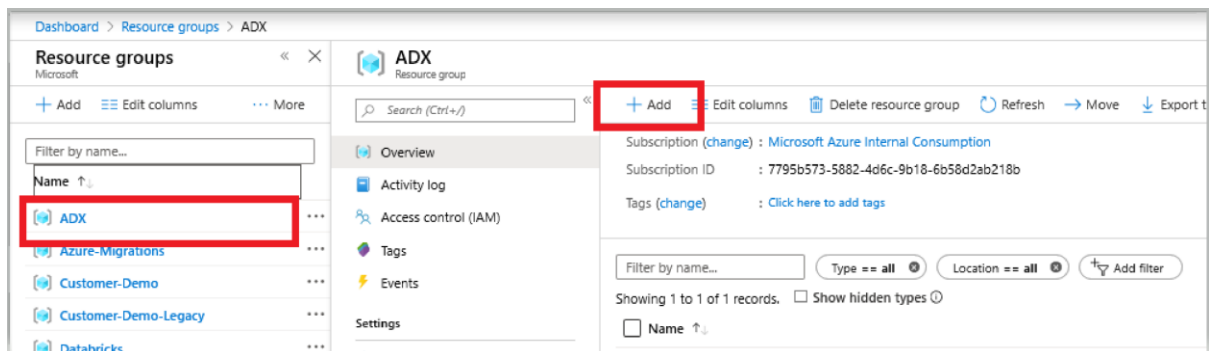 Dashboard > Resource groups > ADX
Resource groups
Microsoft
+ Add Edit columns ··· More
Filter by name...
Name ↑↓
ADX ···
Azure-Migrations ···
Customer-Demo ···
Customer-Demo-Legacy ···
Databricks ···
ADX
Resource group
Search (Ctrl+/)
Overview
Activity log
Access control (IAM)
Tags
Events
Settings
+ Add Edit columns Delete resource group Refresh → Move Export t
Subscription (change) : Microsoft Azure Internal Consumption
Subscription ID : 7795b573-5882-4d6c-9b18-6b58d2ab218b
Tags (change) : Click here to add tags
Filter by name... Type == all Location == all Add filter
Showing 1 to 1 of 1 records. Show hidden types
Name ↑↓